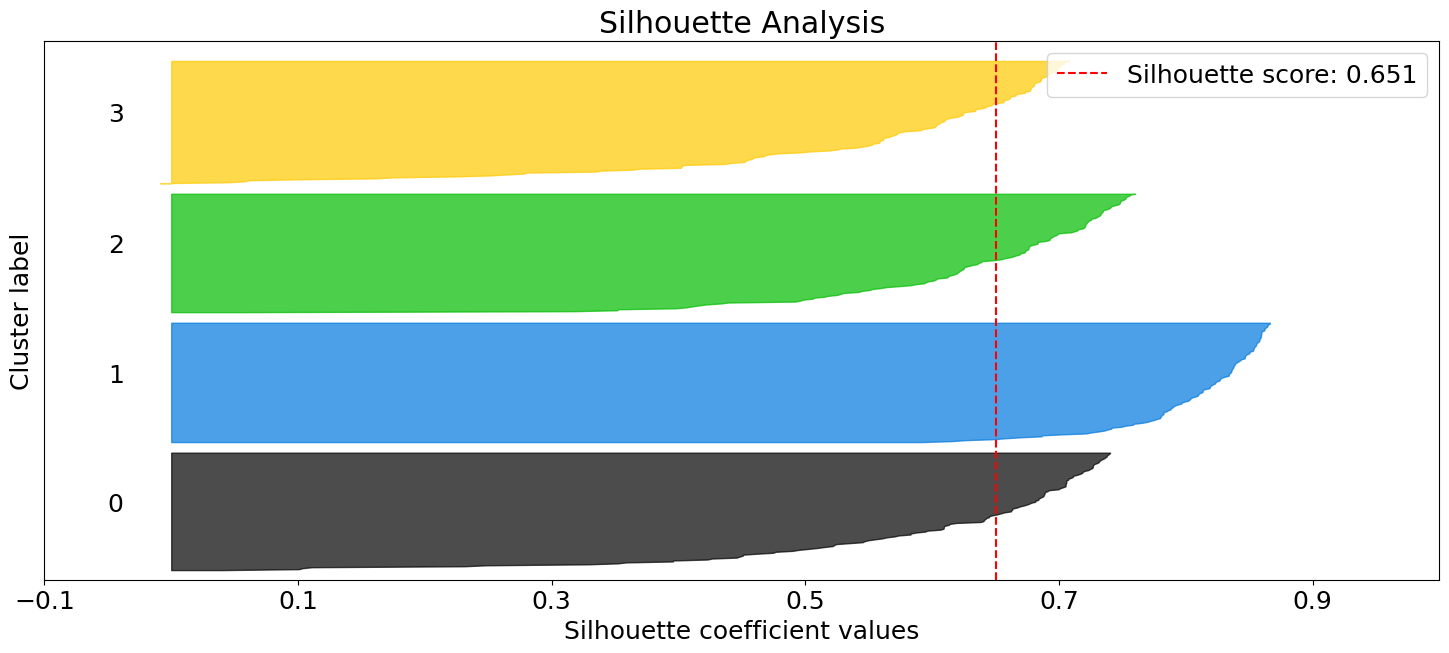 Silhouette Analysis
Silhouette score: 0.651
3
2
1
0
Cluster label
−0.1 0.1 0.3 0.5 0.7 0.9
Silhouette coefficient values